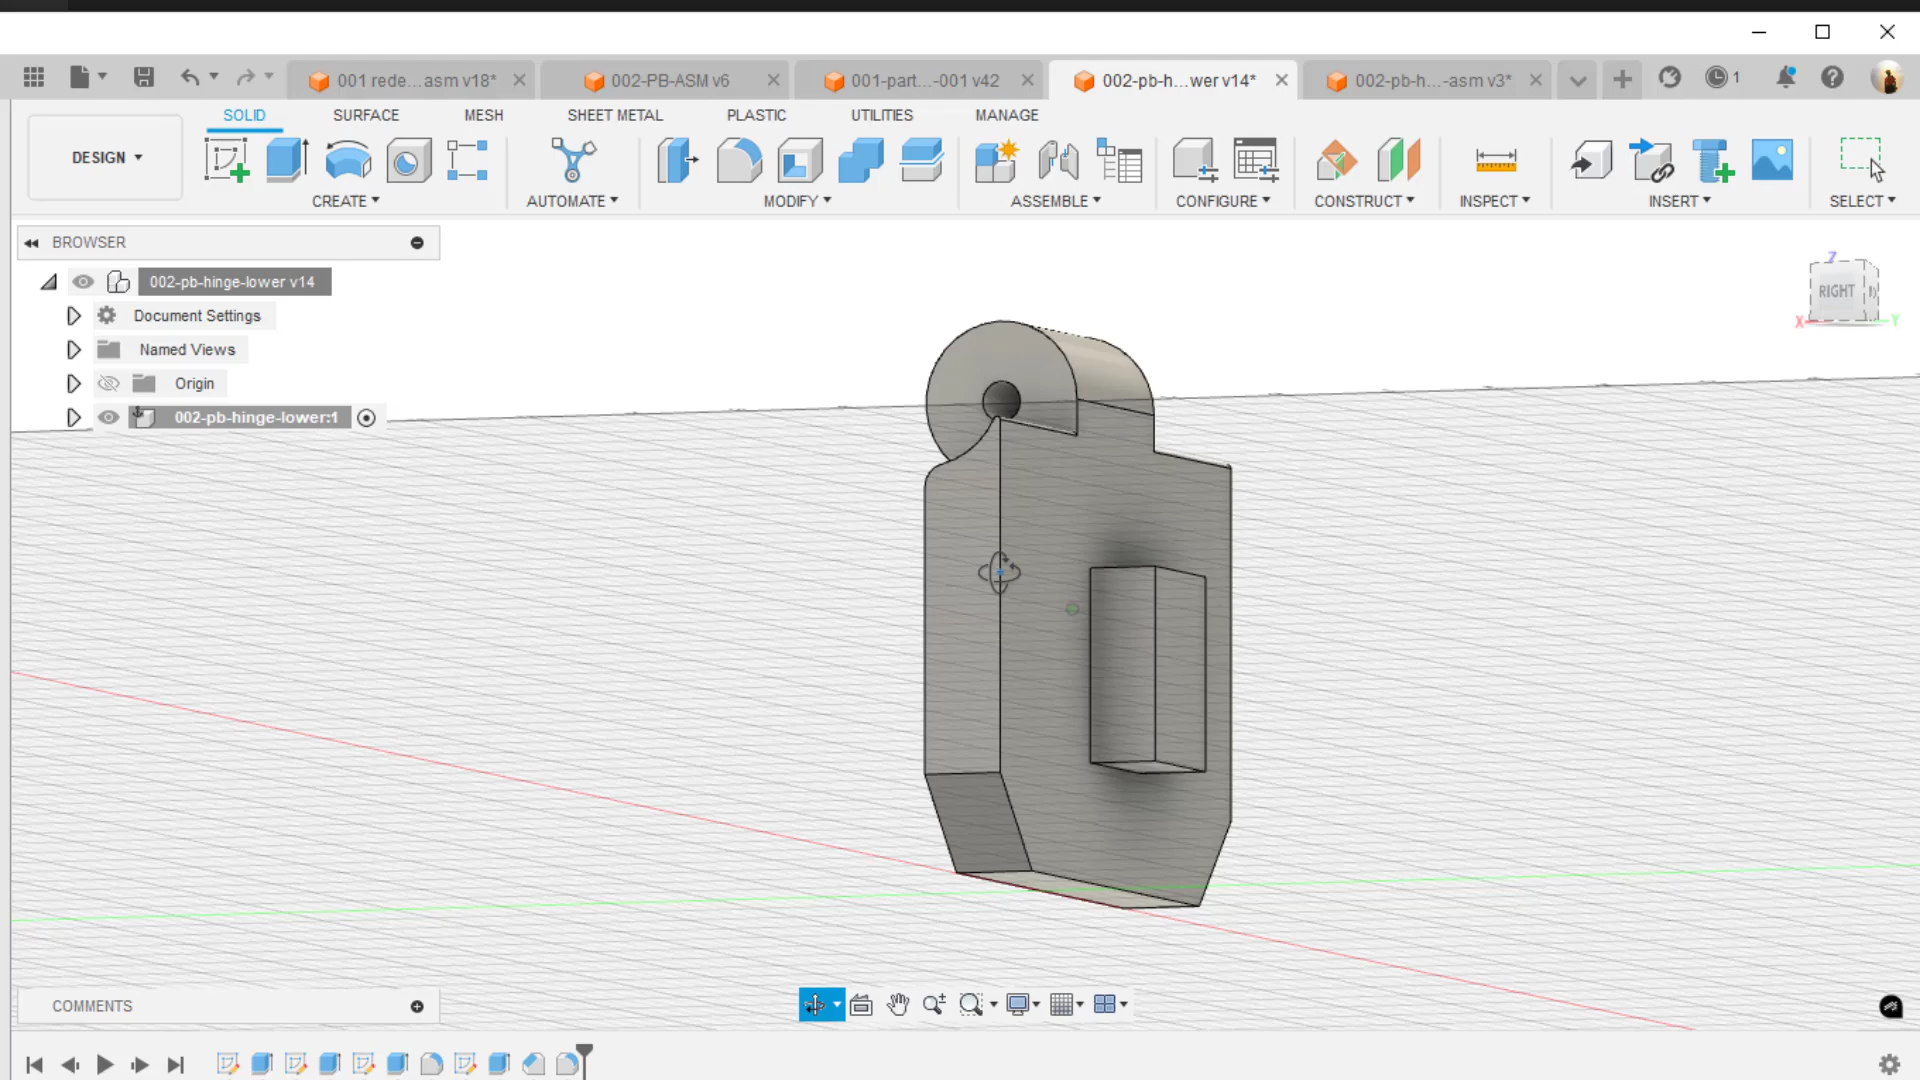 001 rede...asm v18*
002-PB-ASM v6
001-part...-001 v42
002-pb-h...wer v14*
002-pb-h...-asm v3*
1
SOLID
SURFACE
MESH
SHEET METAL
PLASTIC
UTILITIES
MANAGE
DESIGN
CREATE
AUTOMATE
MODIFY
ASSEMBLE
CONFIGURE
CONSTRUCT
INSPECT
INSERT
SELECT
BROWSER
002-pb-hinge-lower v14
Document Settings
Named Views
Origin
002-pb-hinge-lower:1
Z
RIGHT
X
Y
COMMENTS